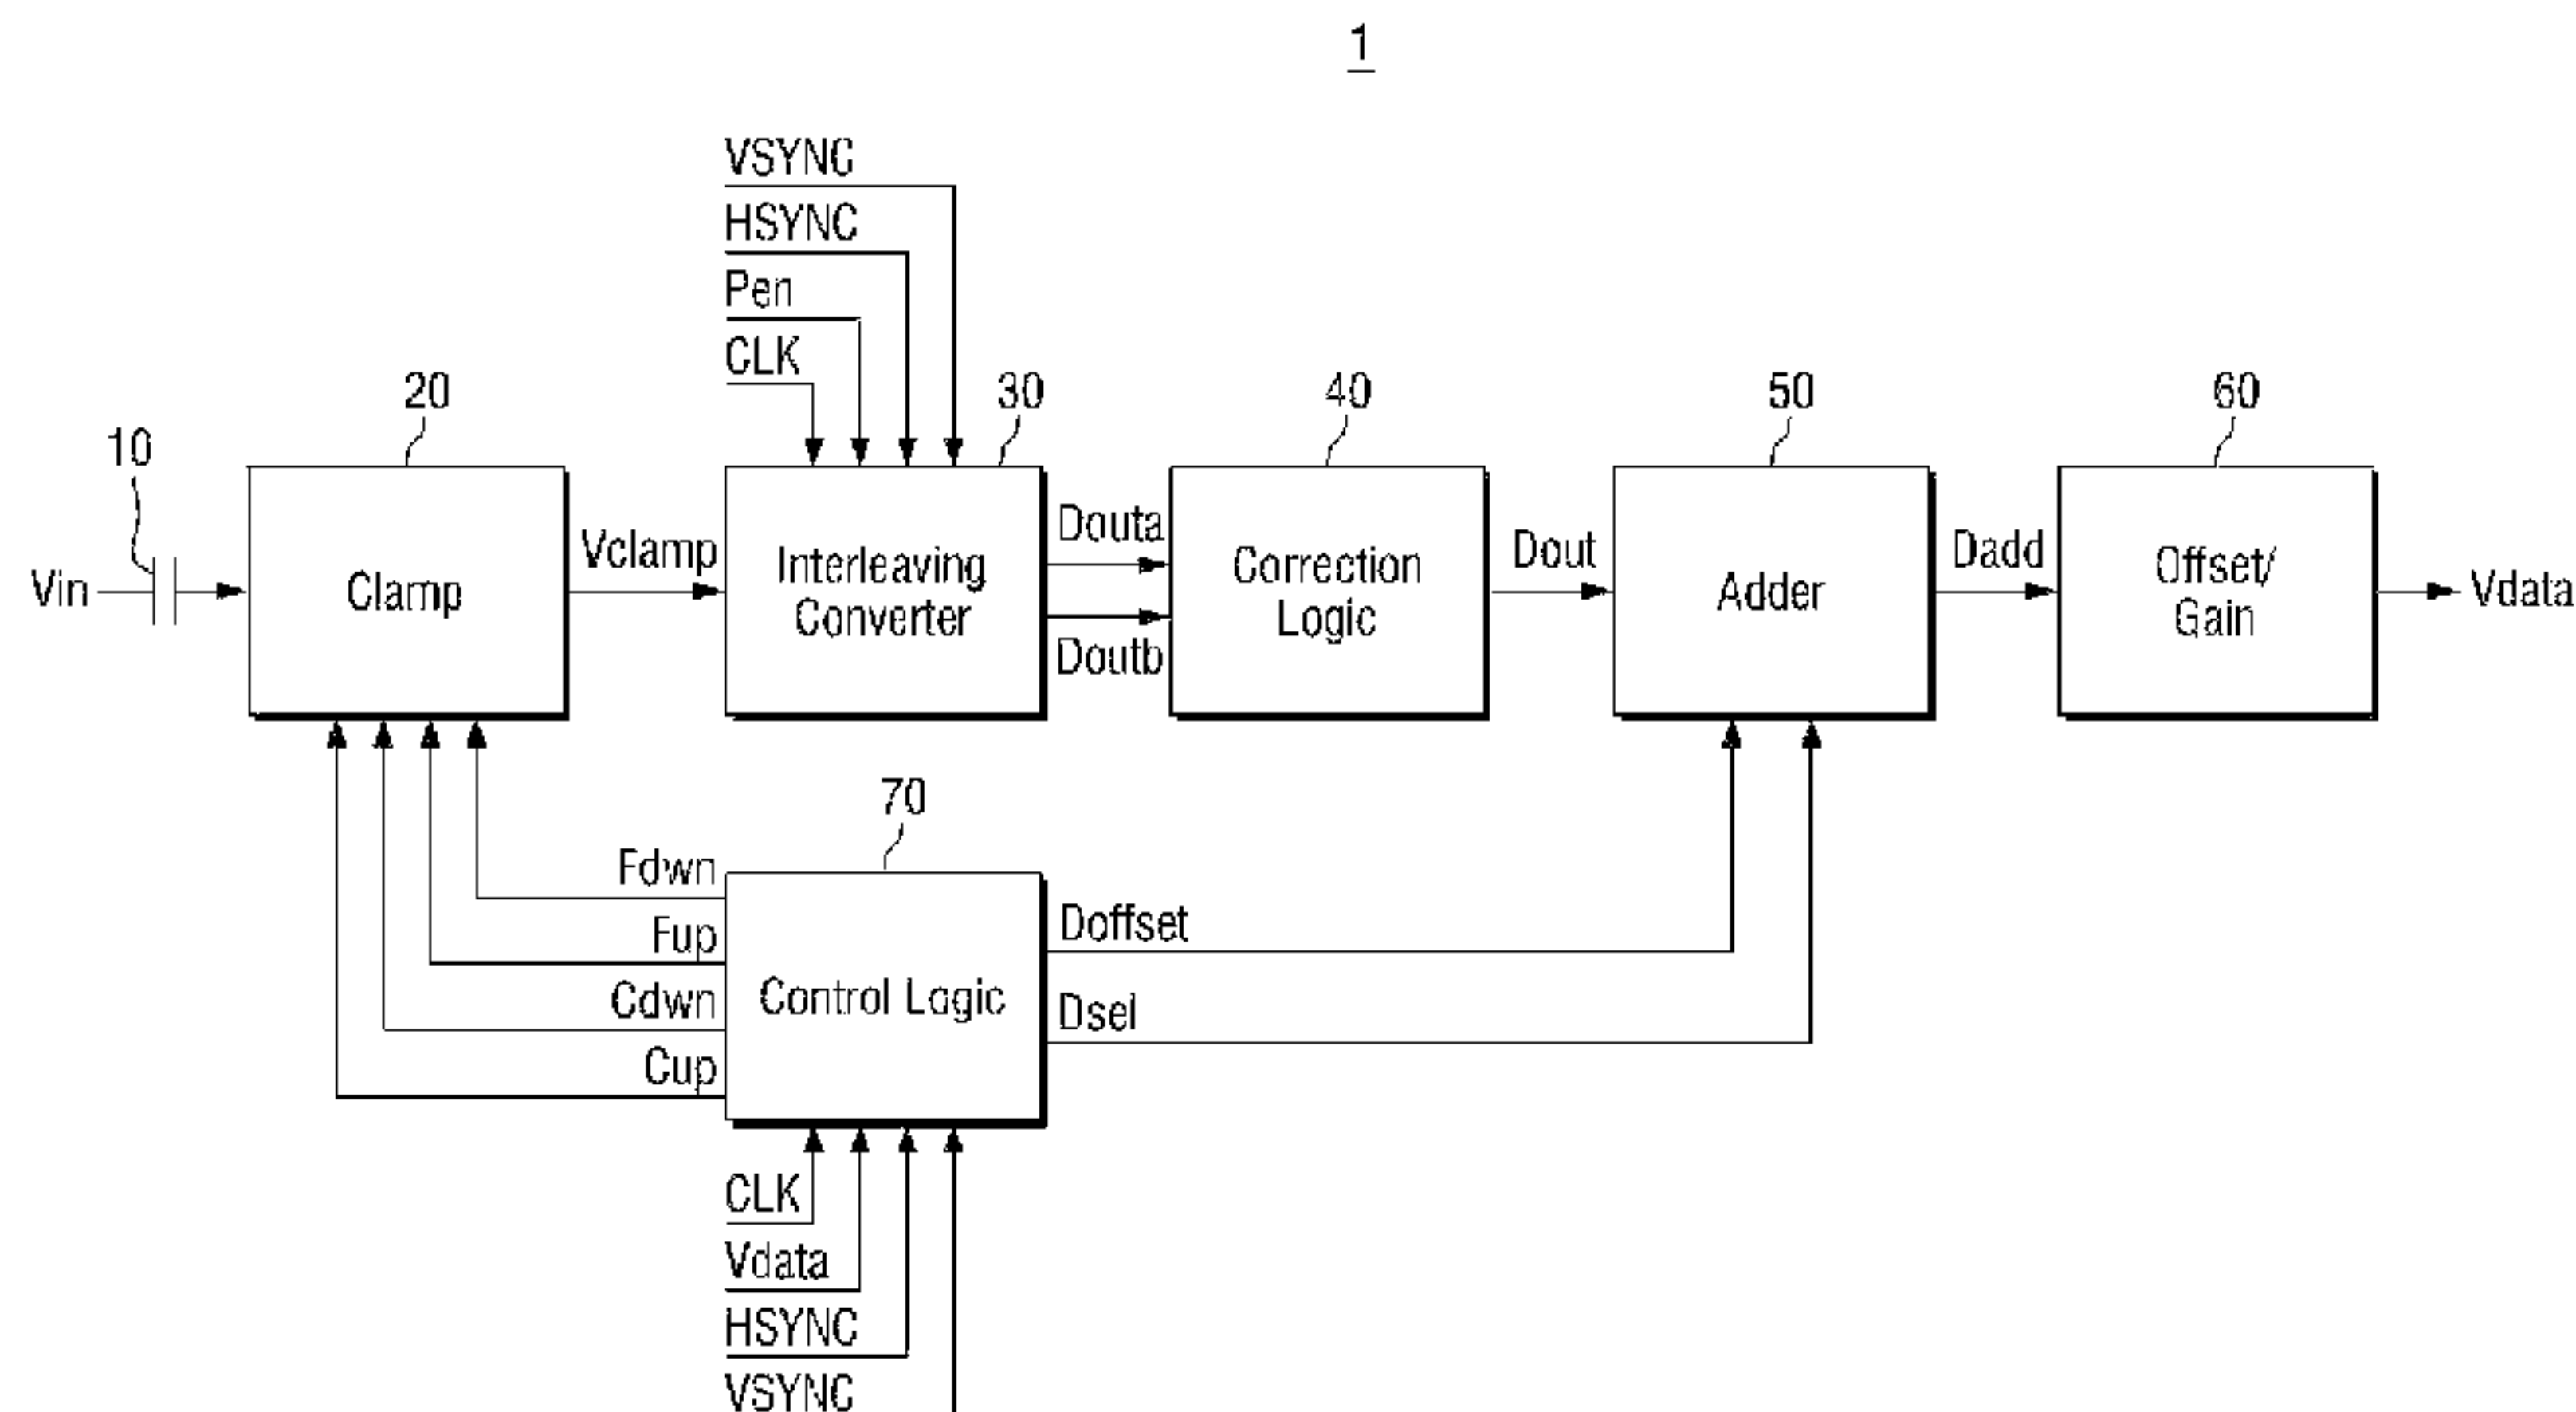 1
VSYNC
HSYNC
Pen
CLK
10
20
30
40
50
60
Vin
Clamp
Vclamp
Interleaving
Converter
Douta
Doutb
Correction
Logic
Dout
Adder
Dadd
Offset/
Gain
Vdata
70
Fdwn
Fup
Cdwn
Cup
Control Logic
Doffset
Dsel
CLK
Vdata
HSYNC
VSYNC